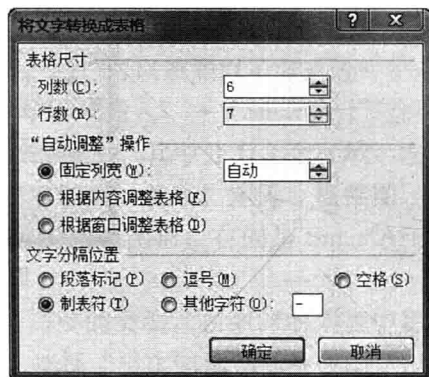 将文字转换成表格
表格尺寸
列数(C): 6
行数(R): 7
“自动调整”操作
固定列宽(W): 自动
根据内容调整表格(F)
根据窗口调整表格(D)
文字分隔位置
段落标记(P) 逗号(M) 空格(S)
制表符(T) 其他字符(O): -
确定 取消